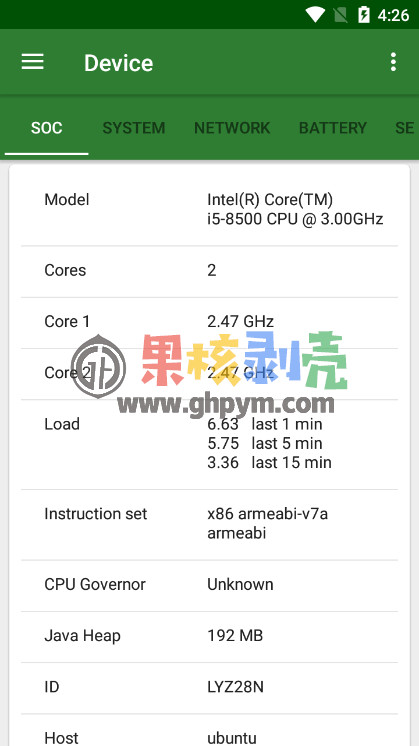 4:26
Device
SOC SYSTEM NETWORK BATTERY SE
Model Intel(R) Core(TM)
i5-8500 CPU @ 3.00GHz
Cores 2
Core 1 2.47 GHz
果核剥壳
Core 2 2.47 GHz
www.ghpym.com
Load 6.63 last 1 min
5.75 last 5 min
3.36 last 15 min
Instruction set x86 armeabi-v7a
armeabi
CPU Governor Unknown
Java Heap 192 MB
ID LYZ28N
Host ubuntu